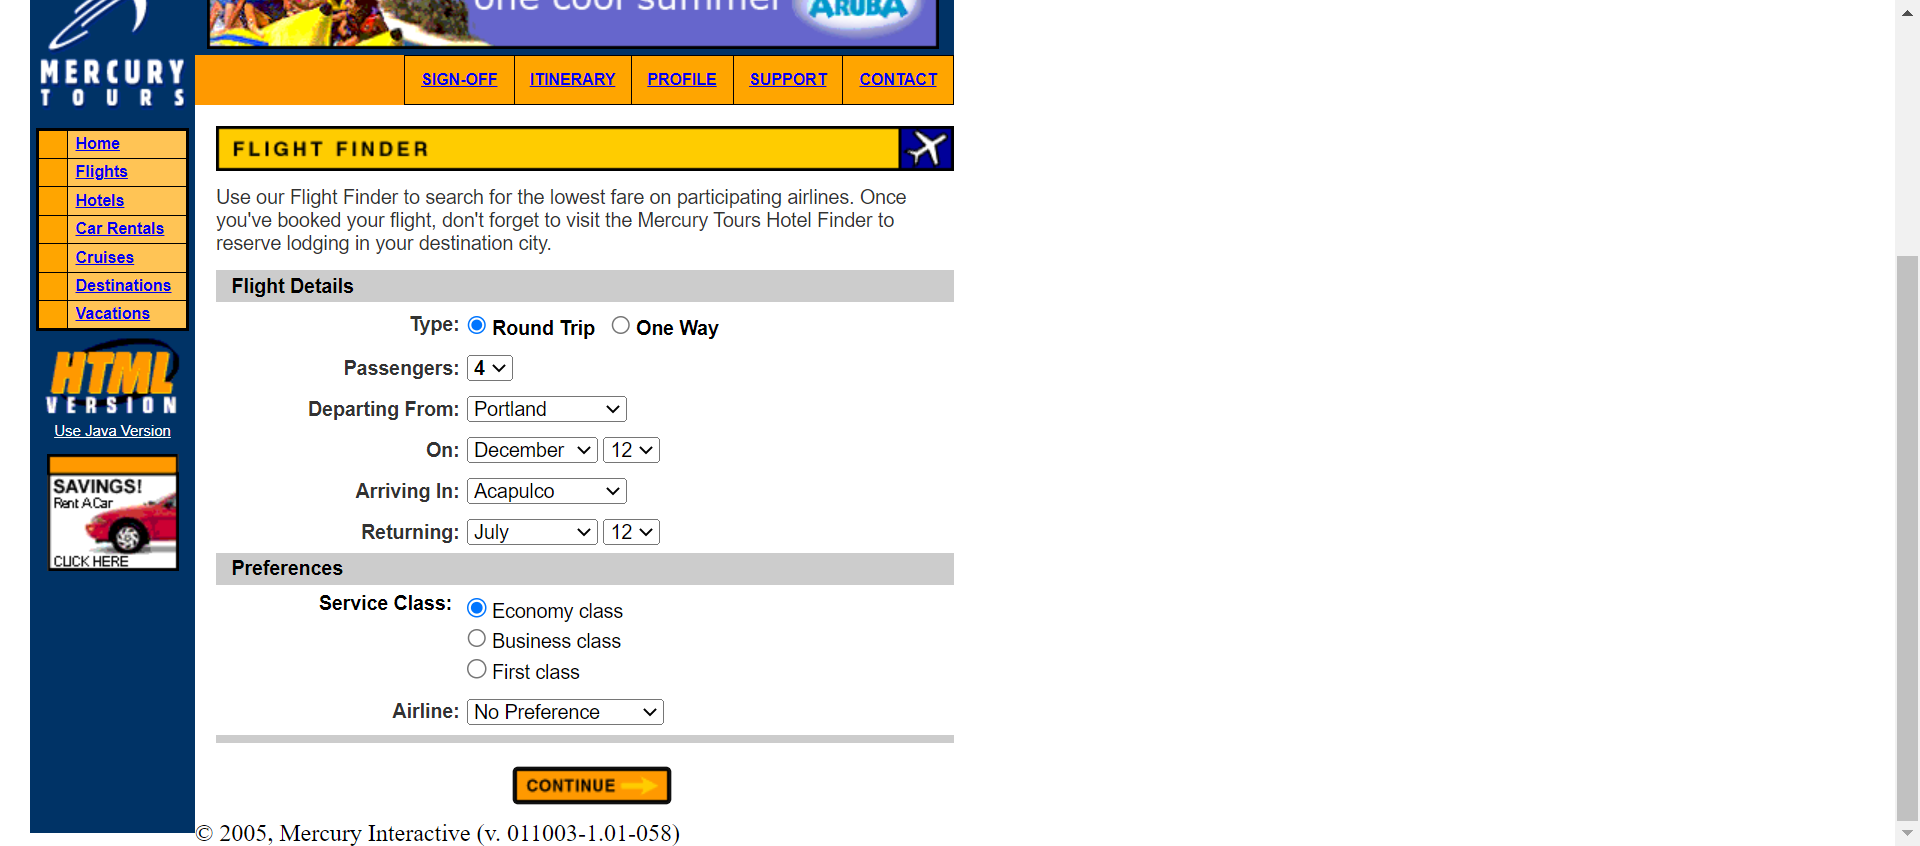 one cool summer
ARUBA
MERCURY
TOURS
SIGN-OFF
ITINERARY
PROFILE
SUPPORT
CONTACT
Home
Flights
Hotels
Car Rentals
Cruises
Destinations
Vacations
HTML
VERSION
Use Java Version
SAVINGS!
Rent A Car
CLICK HERE
FLIGHT FINDER
Use our Flight Finder to search for the lowest fare on participating airlines. Once
you've booked your flight, don't forget to visit the Mercury Tours Hotel Finder to
reserve lodging in your destination city.
Flight Details
Type: Round Trip One Way
Passengers: 4
Departing From: Portland
On: December 12
Arriving In: Acapulco
Returning: July 12
Preferences
Service Class: Economy class
Business class
First class
Airline: No Preference
CONTINUE
© 2005, Mercury Interactive (v. 011003-1.01-058)